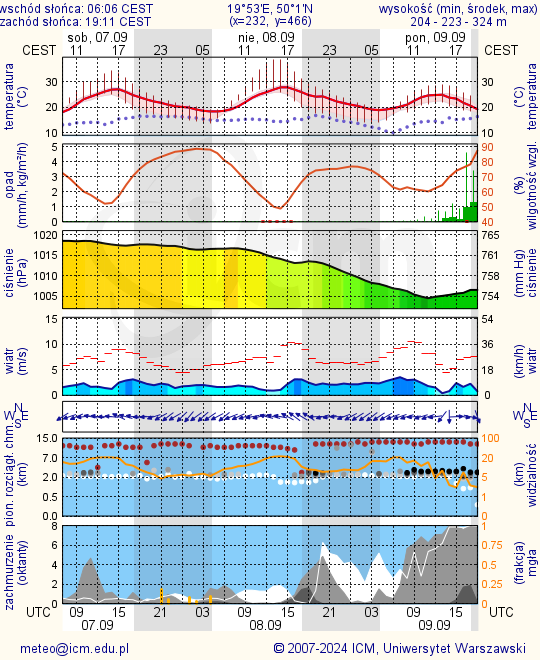 wschód słońca: 06:06 CEST 19°53'E, 50°1'N wysokość (min, środek, max)
zachód słońca: 19:11 CEST (x=232, y=466) 204 - 223 - 324 m
sob, 07.09 nie, 08.09 pon, 09.09
CEST 11 17 23 05 11 17 23 05 11 17 CEST
temperatura (°C) 30 20 10 30 20 10 (°C) temperatura
opad (mm/h, kg/m²/h) 5 4 3 2 1 0 90 80 70 60 50 40 (%) wilgotność wzgl.
ciśnienie (hPa) 1020 1015 1010 1005 765 761 758 754 (mm Hg) ciśnienie
wiatr (m/s) 15 10 5 0 54 36 18 0 (km/h) wiatr
N W E S N W E S
pion. rozciągł. chm. (km) 15.0 7.0 2.0 0.5 0.0 100 20 5 1 0 (km) widzialność
zachmurzenie (oktanty) 8 6 4 2 0 1 0.75 0.5 0.25 0 (frakcja) mgła
UTC 09 15 21 03 09 15 21 03 09 15 UTC
07.09 08.09 09.09
meteo@icm.edu.pl © 2007-2024 ICM, Uniwersytet Warszawski